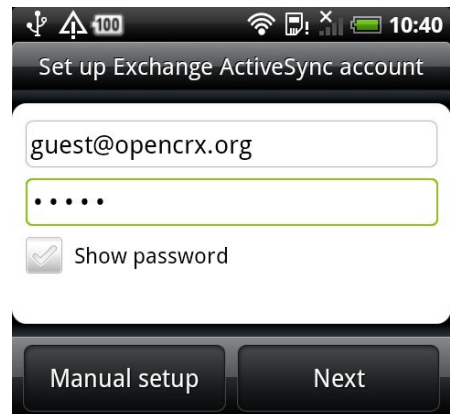 100 10:40
Set up Exchange ActiveSync account
guest@opencrx.org
•••••
Show password
Manual setup Next